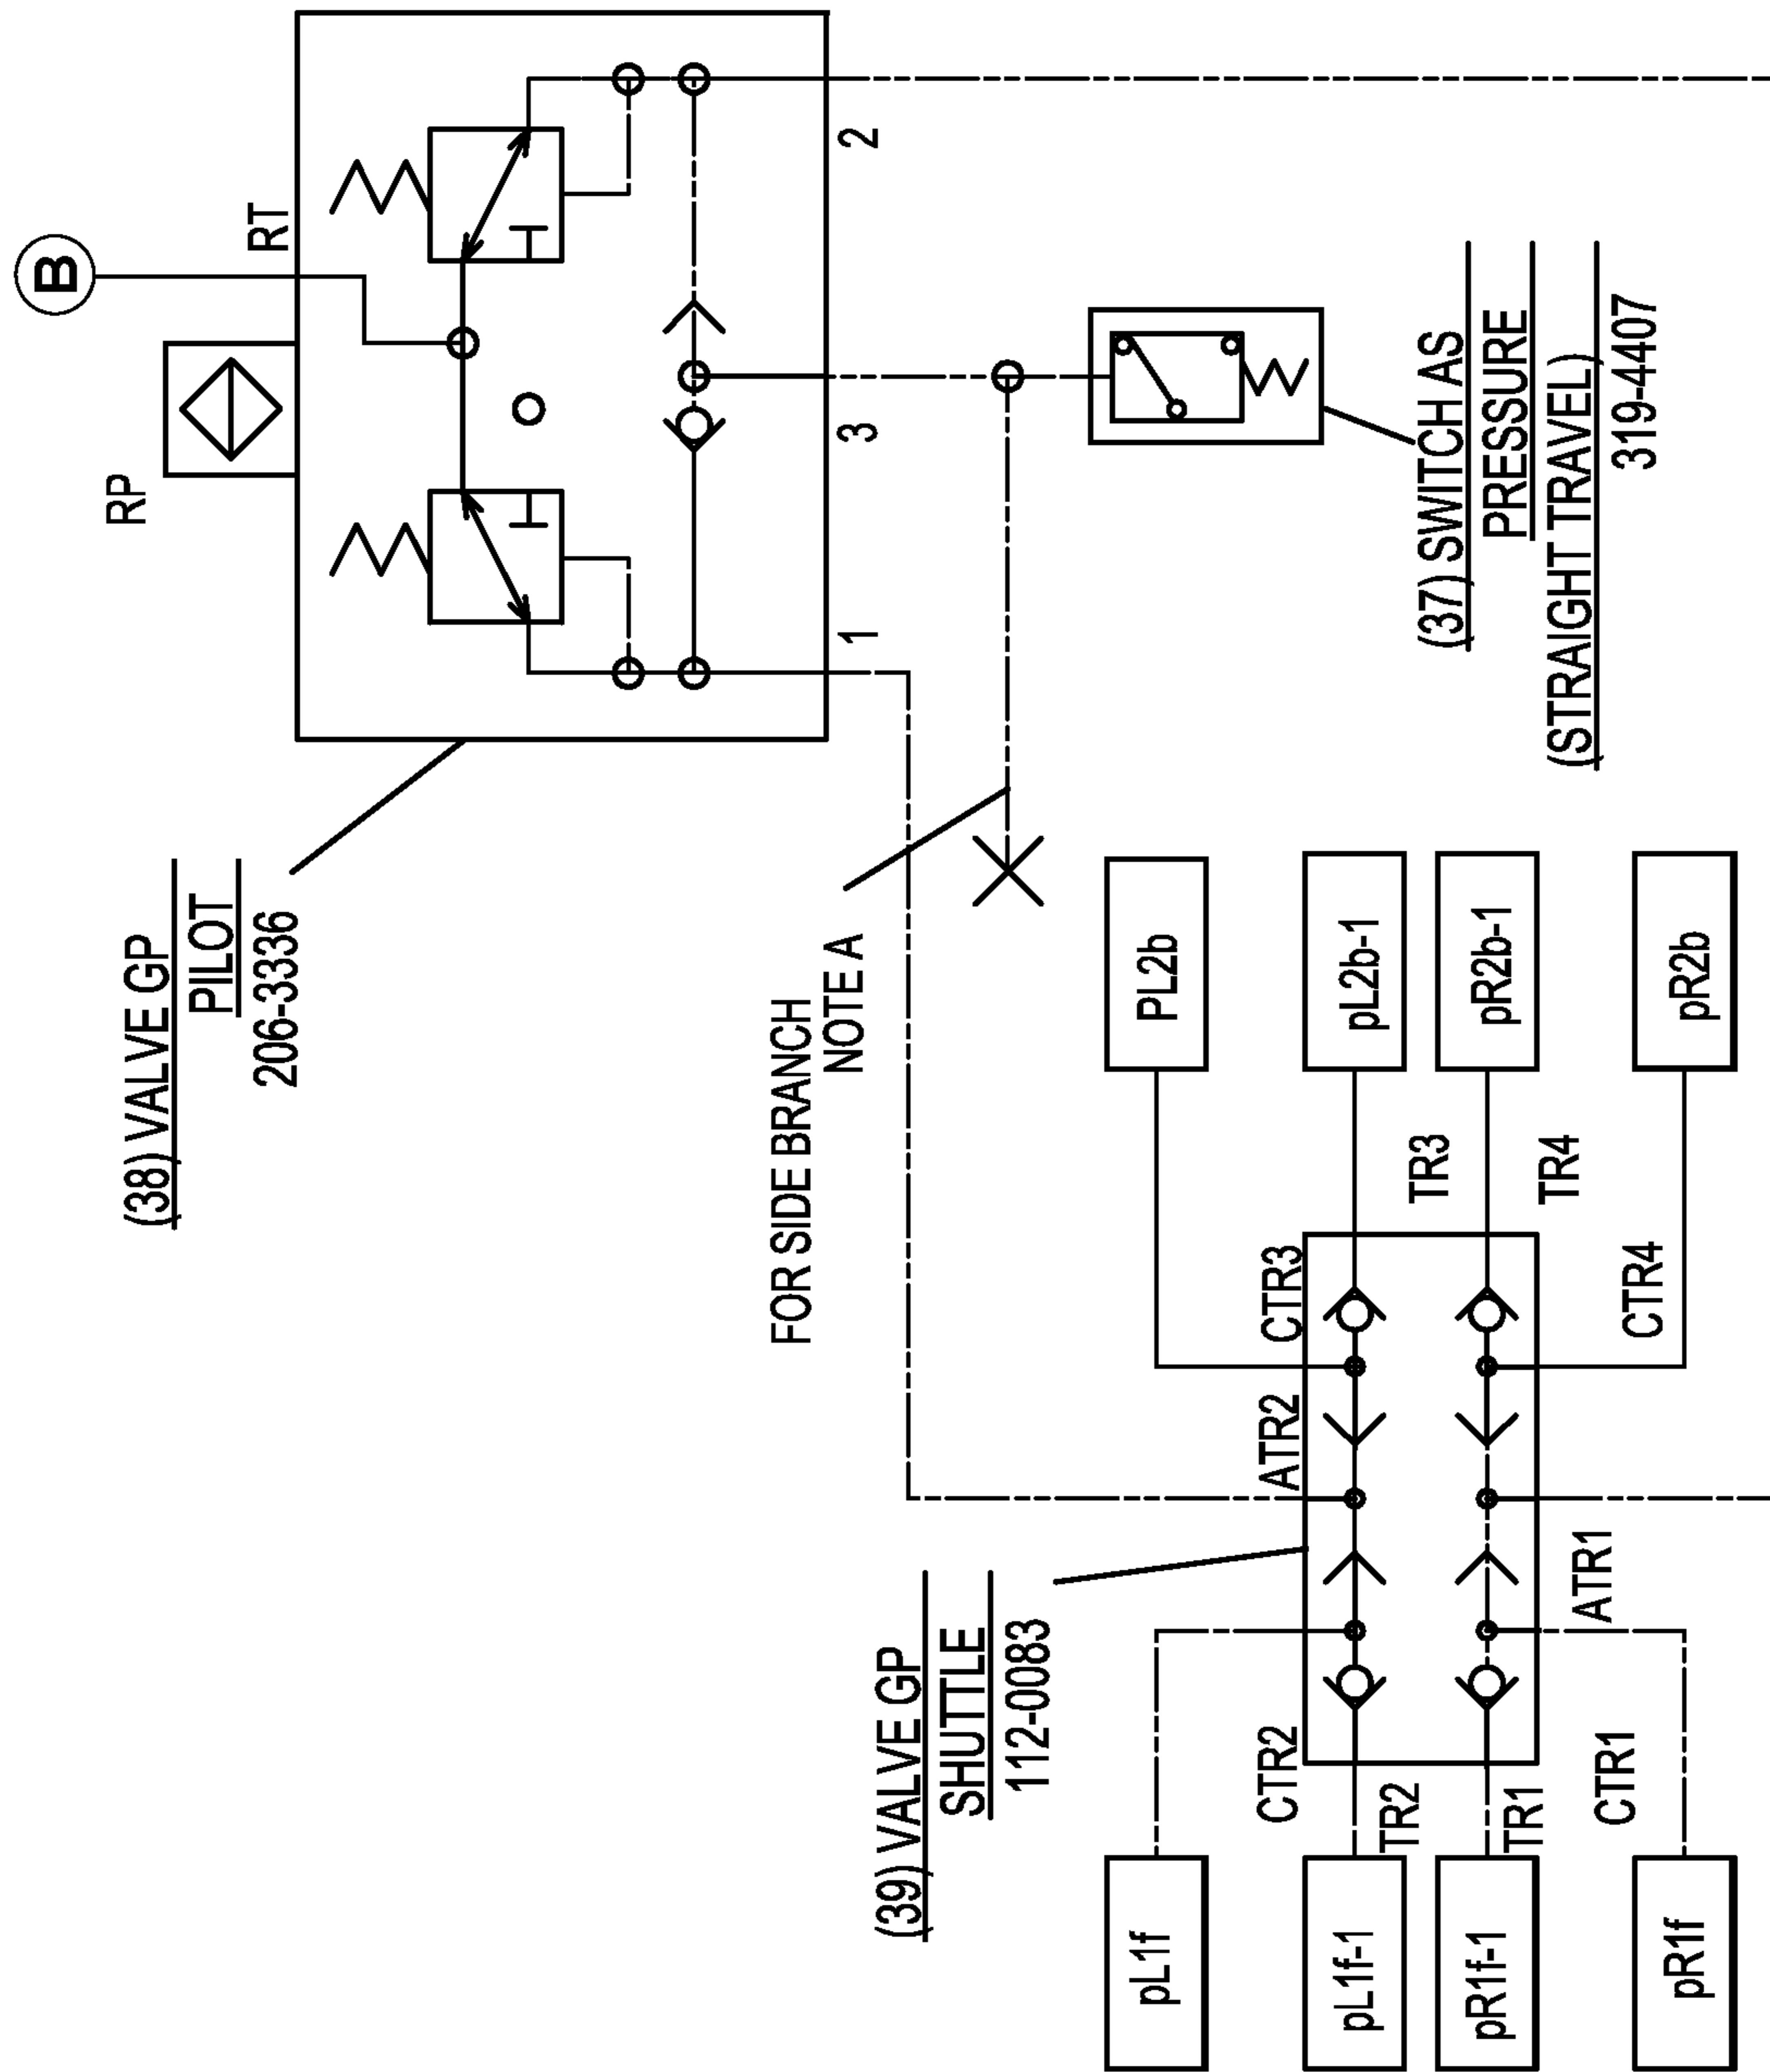 B
RP
RT
1
3
2
(38) VALVE GP
PILOT
206-3336
FOR SIDE BRANCH
NOTE A
(37) SWITCH AS
PRESSURE
(STRAIGHT TRAVEL)
319-4407
(39) VALVE GP
SHUTTLE
112-0083
PL2b
pL2b-1
pR2b-1
pR2b
TR3
TR4
CTR3
CTR4
ATR2
ATR1
CTR2
CTR1
TR2
TR1
pL1f
pL1f-1
pR1f-1
pR1f